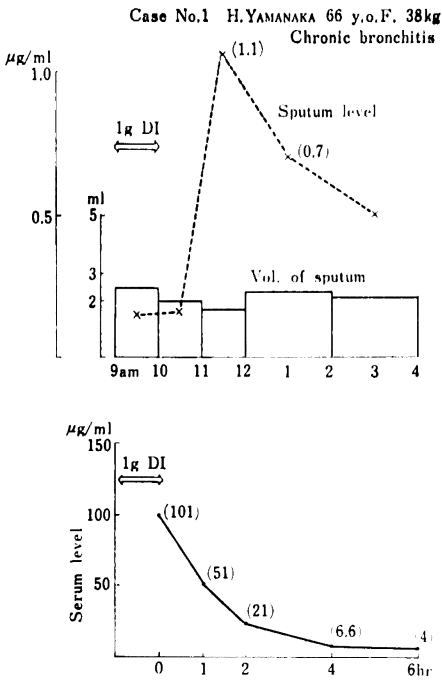 Case No.1 H.YAMANAKA 66 y.o.F. 38kg
Chronic bronchitis
μg/ml
1.0
(1.1)
Sputum level
1g DI
(0.7)
ml
0.5
5
3
Vol. of sputum
2
9am 10 11 12 1 2 3 4
μg/ml
150
1g DI
100
(101)
Serum level
(51)
50
(21)
(6.6)
(4)
0 1 2 4 6hr